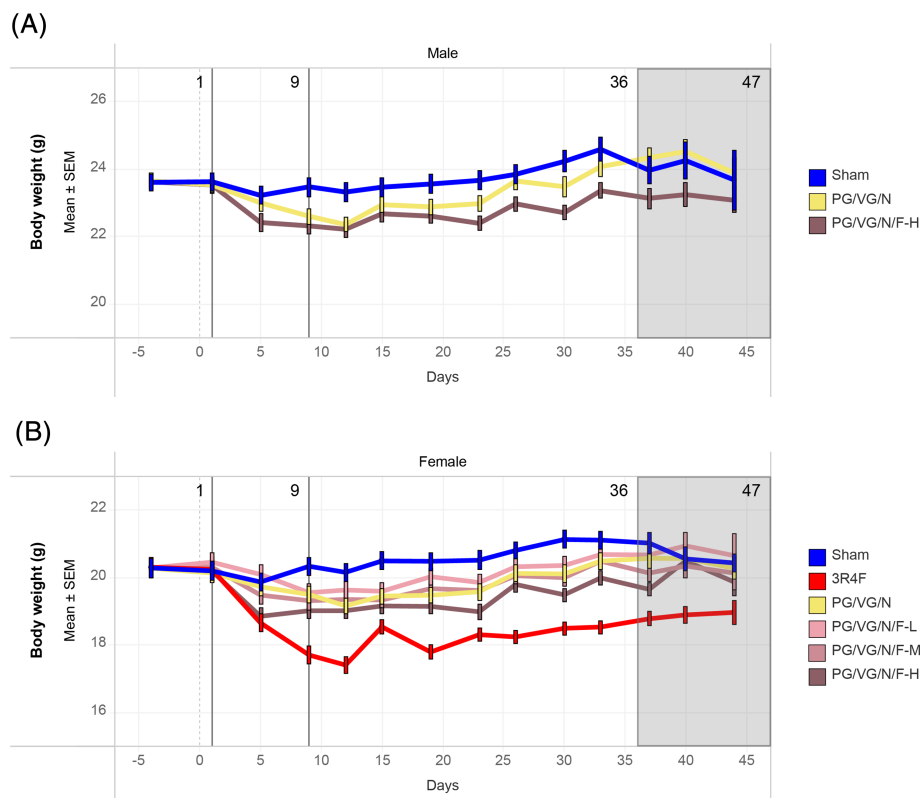 (A)
Male
1 9 36 47
26
24
22
20
Body weight (g)
Mean ± SEM
-5 0 5 10 15 20 25 30 35 40 45
Days
Sham
PG/VG/N
PG/VG/N/F-H
(B)
Female
1 9 36 47
22
20
18
16
Body weight (g)
Mean ± SEM
-5 0 5 10 15 20 25 30 35 40 45
Days
Sham
3R4F
PG/VG/N
PG/VG/N/F-L
PG/VG/N/F-M
PG/VG/N/F-H